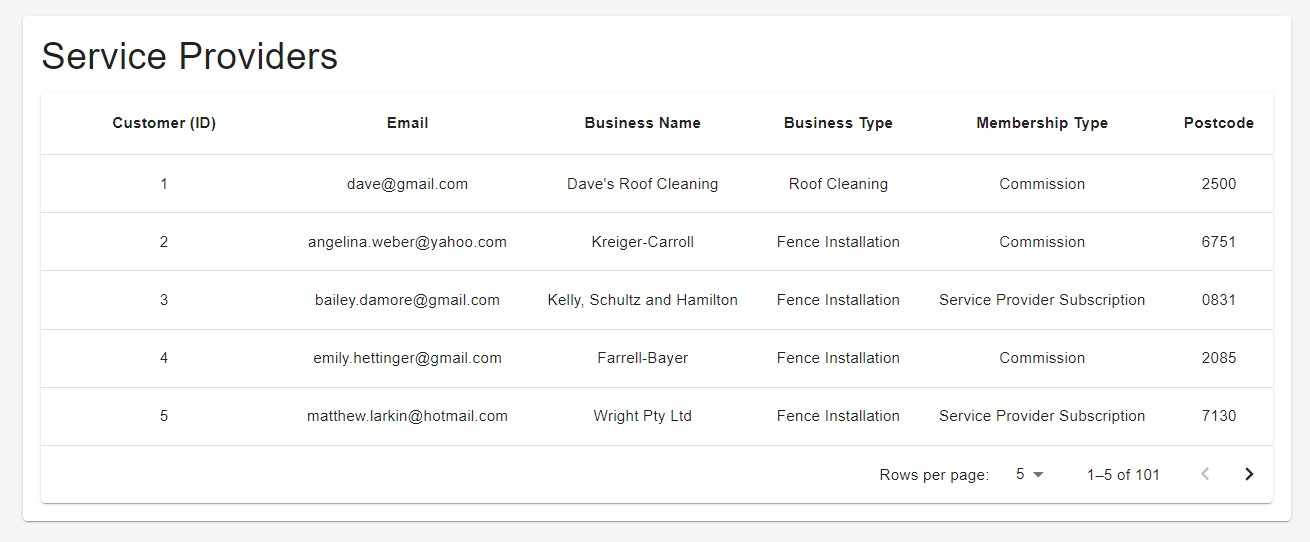 Service Providers
Customer (ID) Email Business Name Business Type Membership Type Postcode
1 dave@gmail.com Dave's Roof Cleaning Roof Cleaning Commission 2500
2 angelina.weber@yahoo.com Kreiger-Carroll Fence Installation Commission 6751
3 bailey.damore@gmail.com Kelly, Schultz and Hamilton Fence Installation Service Provider Subscription 0831
4 emily.hettinger@gmail.com Farrell-Bayer Fence Installation Commission 2085
5 matthew.larkin@hotmail.com Wright Pty Ltd Fence Installation Service Provider Subscription 7130
Rows per page: 5 1–5 of 101